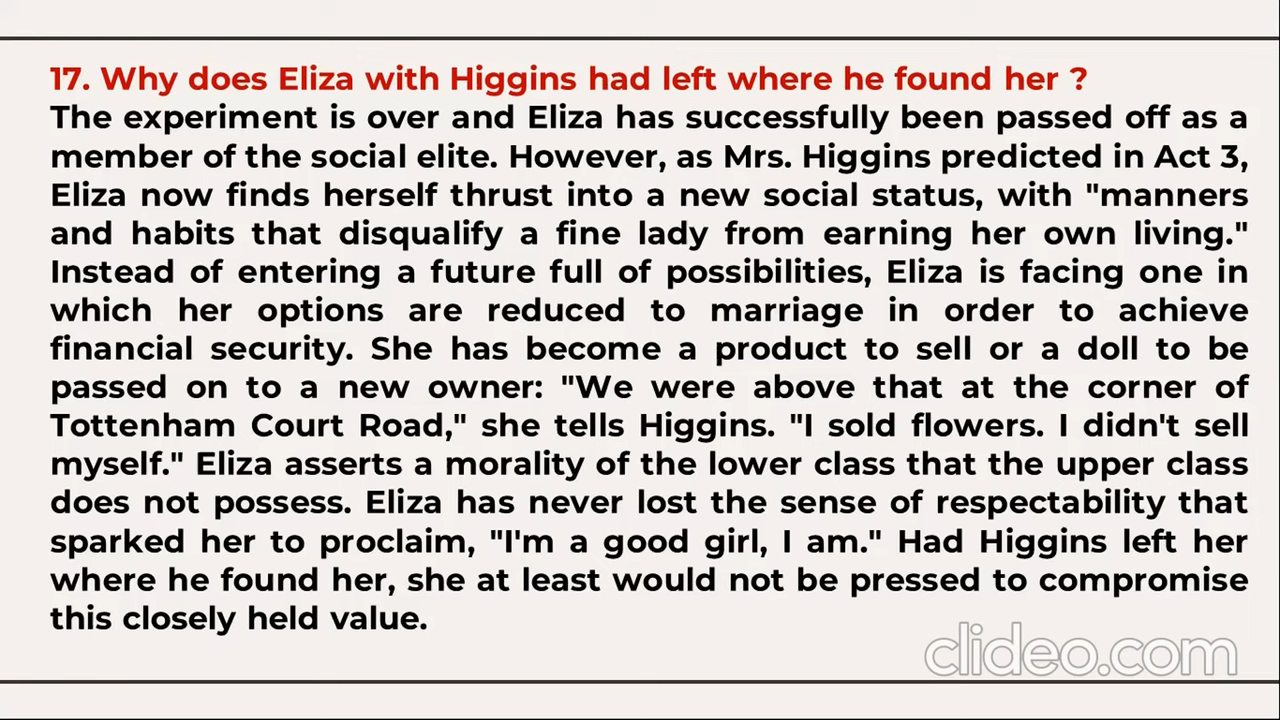 17. Why does Eliza with Higgins had left where he found her ?
The experiment is over and Eliza has successfully been passed off as a
member of the social elite. However, as Mrs. Higgins predicted in Act 3,
Eliza now finds herself thrust into a new social status, with "manners
and habits that disqualify a fine lady from earning her own living."
Instead of entering a future full of possibilities, Eliza is facing one in
which her options are reduced to marriage in order to achieve
financial security. She has become a product to sell or a doll to be
passed on to a new owner: "We were above that at the corner of
Tottenham Court Road," she tells Higgins. "I sold flowers. I didn't sell
myself." Eliza asserts a morality of the lower class that the upper class
does not possess. Eliza has never lost the sense of respectability that
sparked her to proclaim, "I'm a good girl, I am." Had Higgins left her
where he found her, she at least would not be pressed to compromise
this closely held value.
clideo.com